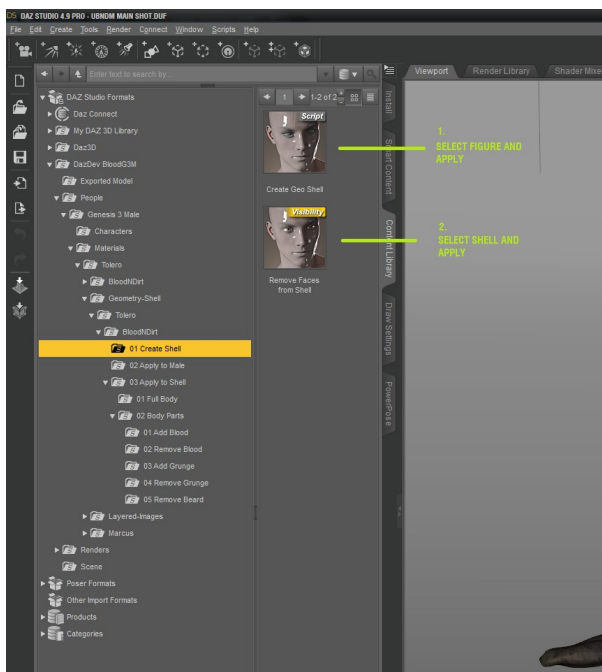 DS DAZ STUDIO 4.9 PRO - UBNDM MAIN SHOT.DUF
File Edit Create Tools Render Connect Window Scripts Help
Enter text to search by...
DAZ Studio Formats
Daz Connect
My DAZ 3D Library
Daz3D
DazDev BloodG3M
Exported Model
People
Genesis 3 Male
Characters
Materials
Tolero
BloodNDirt
Geometry-Shell
Tolero
BloodNDirt
01 Create Shell
02 Apply to Male
03 Apply to Shell
01 Full Body
02 Body Parts
01 Add Blood
02 Remove Blood
03 Add Grunge
04 Remove Grunge
05 Remove Beard
Layered-Images
Marcus
Renders
Scene
Poser Formats
Other Import Formats
Products
Categories
1 1-2 of 2
Script
Create Geo Shell
Visibility
Remove Faces
from Shell
Install
Smart Content
Content Library
Draw Settings
PowerPose
Viewport Render Library Shader Mixe
1.
SELECT FIGURE AND
APPLY
2.
SELECT SHELL AND
APPLY